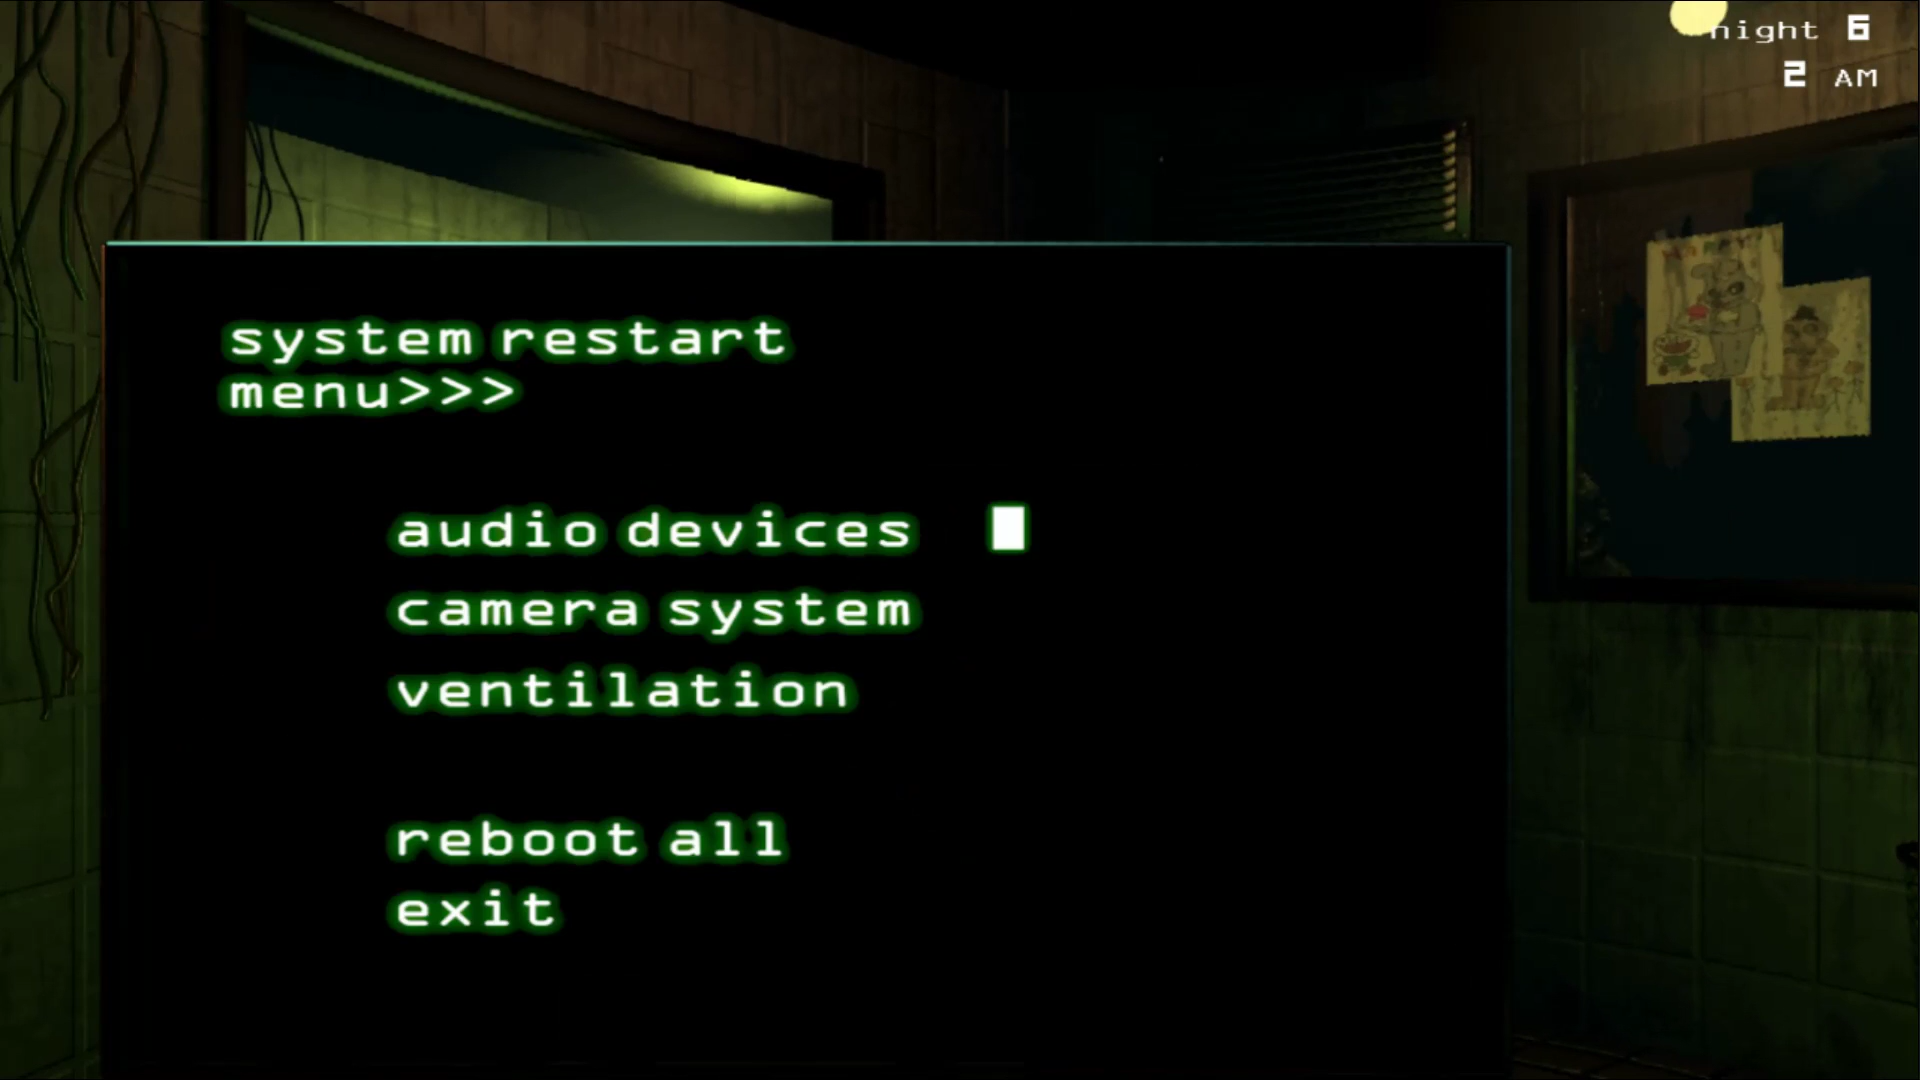 night 6
2 AM
system restart
menu>>>
audio devices
camera system
ventilation
reboot all
exit